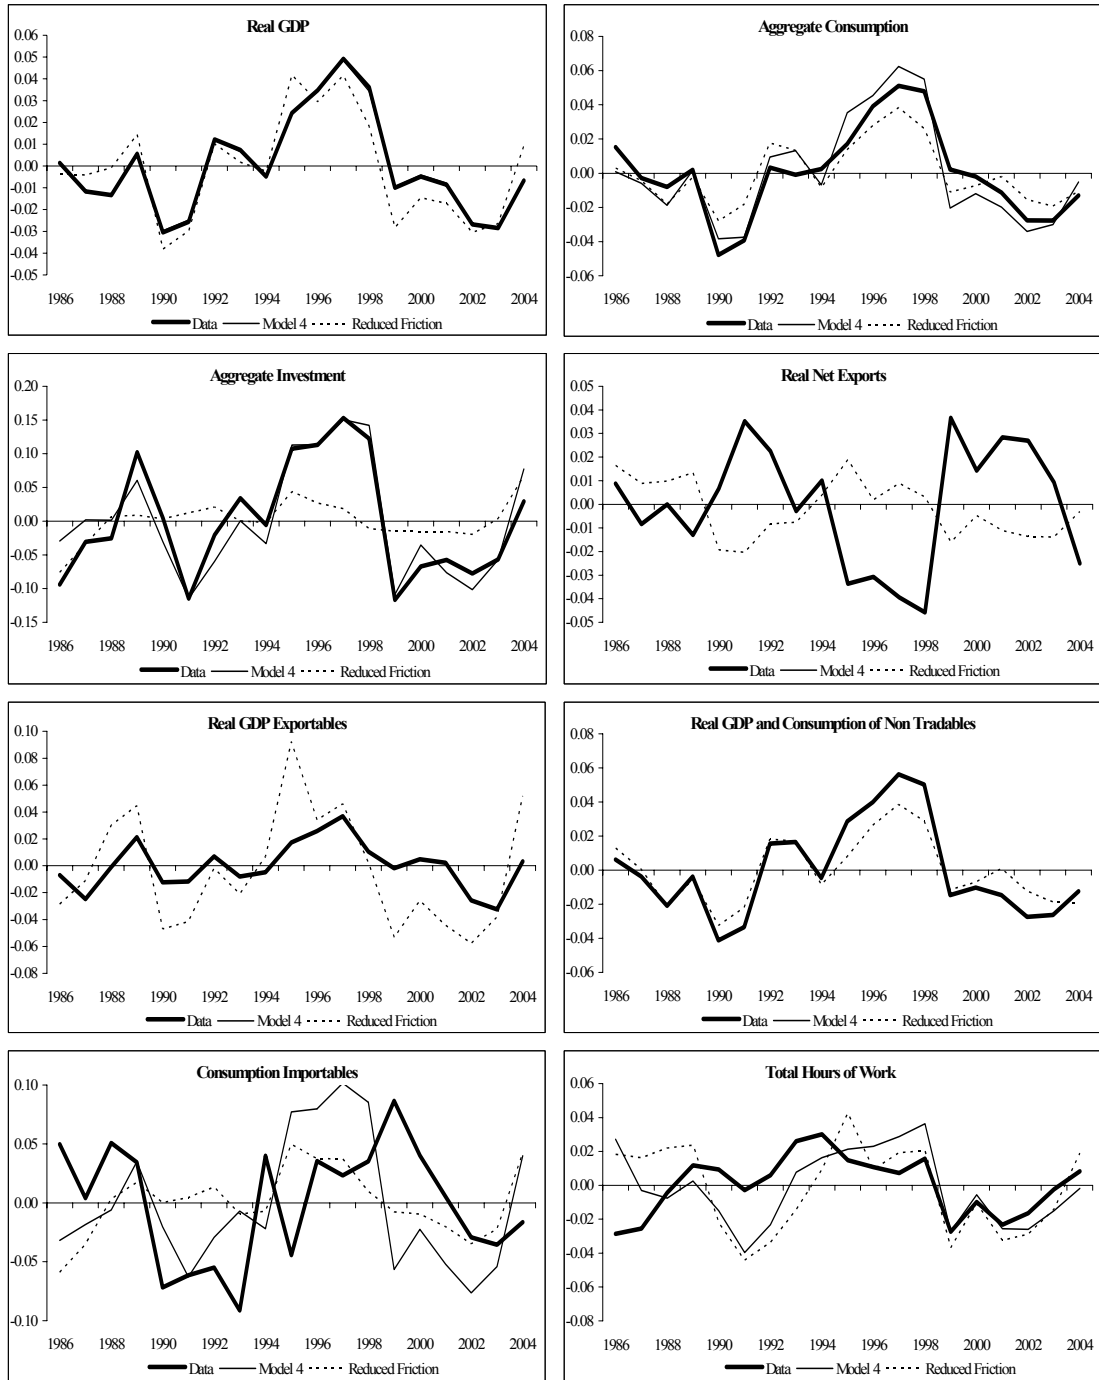 Real GDP
0.06
0.05
0.04
0.03
0.02
0.01
0.00
-0.01
-0.02
-0.03
-0.04
-0.05
1986 1988 1990 1992 1994 1996 1998 2000 2002 2004
Data Model 4 Reduced Friction
Aggregate Consumption
0.08
0.06
0.04
0.02
0.00
-0.02
-0.04
-0.06
1986 1988 1990 1992 1994 1996 1998 2000 2002 2004
Data Model 4 Reduced Friction
Aggregate Investment
0.20
0.15
0.10
0.05
0.00
-0.05
-0.10
-0.15
1986 1988 1990 1992 1994 1996 1998 2000 2002 2004
Data Model 4 Reduced Friction
Real Net Exports
0.05
0.04
0.03
0.02
0.01
0.00
-0.01
-0.02
-0.03
-0.04
-0.05
1986 1988 1990 1992 1994 1996 1998 2000 2002 2004
Data Model 4 Reduced Friction
Real GDP Exportables
0.10
0.08
0.06
0.04
0.02
0.00
-0.02
-0.04
-0.06
-0.08
1986 1988 1990 1992 1994 1996 1998 2000 2002 2004
Data Model 4 Reduced Friction
Real GDP and Consumption of Non Tradables
0.08
0.06
0.04
0.02
0.00
-0.02
-0.04
-0.06
1986 1988 1990 1992 1994 1996 1998 2000 2002 2004
Data Model 4 Reduced Friction
Consumption Importables
0.10
0.05
0.00
-0.05
-0.10
1986 1988 1990 1992 1994 1996 1998 2000 2002 2004
Data Model 4 Reduced Friction
Total Hours of Work
0.06
0.04
0.02
0.00
-0.02
-0.04
-0.06
-0.08
1986 1988 1990 1992 1994 1996 1998 2000 2002 2004
Data Model 4 Reduced Friction